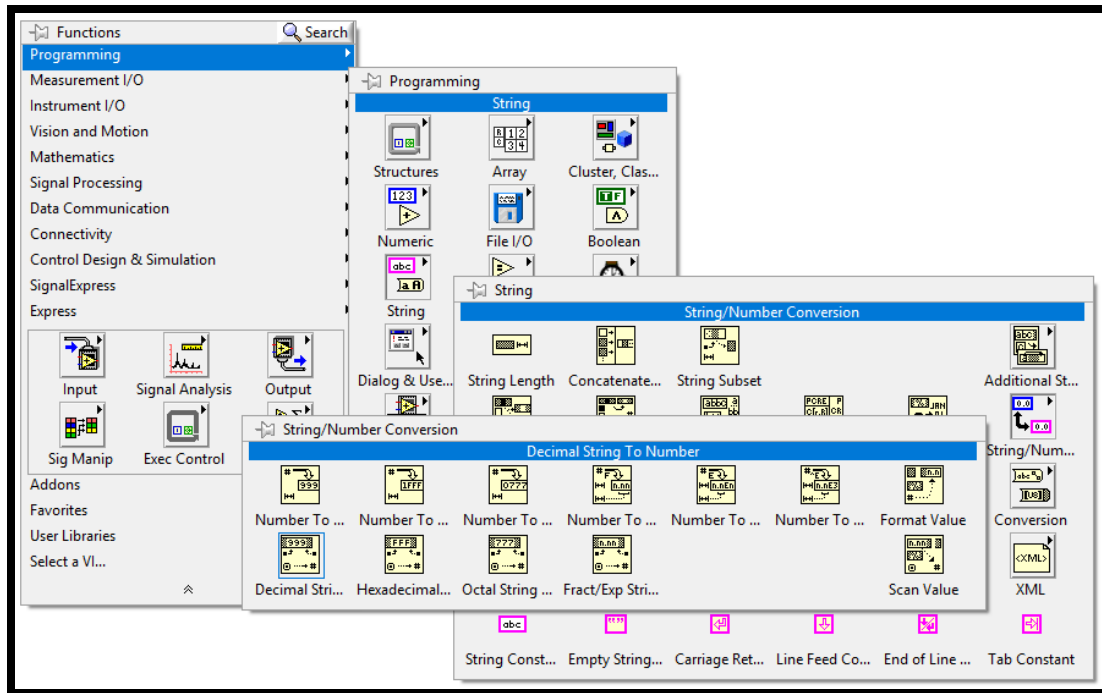 Functions
Search
Programming
Measurement I/O
Instrument I/O
Vision and Motion
Mathematics
Signal Processing
Data Communication
Connectivity
Control Design & Simulation
SignalExpress
Express
Input Signal Analysis Output
Sig Manip Exec Control
Addons
Favorites
User Libraries
Select a VI...
Programming
String
Structures Array Cluster, Clas...
Numeric File I/O Boolean
String
Dialog & Use...
String
String/Number Conversion
String Length Concatenate... String Subset Additional St...
String/Num...
Conversion
XML
String Const... Empty String... Carriage Ret... Line Feed Co... End of Line ... Tab Constant
String/Number Conversion
Decimal String To Number
Number To ... Number To ... Number To ... Number To ... Number To ... Number To ... Format Value
Decimal Stri... Hexadecimal... Octal String ... Fract/Exp Stri... Scan Value